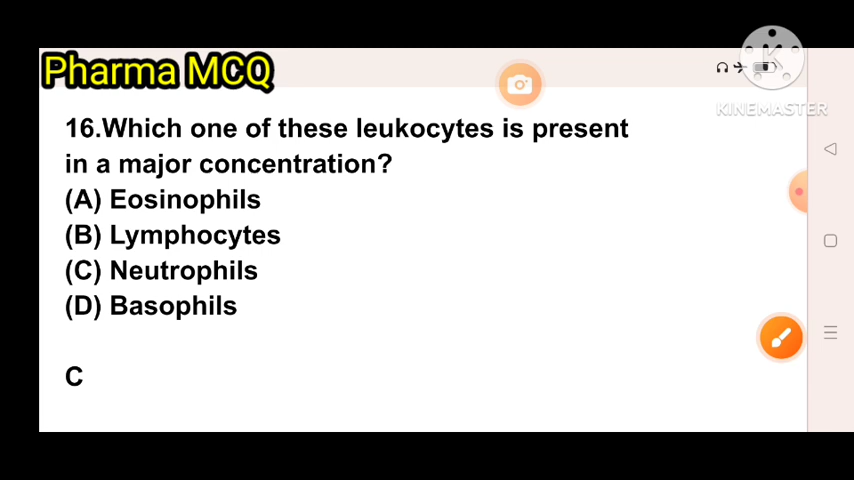 Pharma MCQ
KINEMASTER
16.Which one of these leukocytes is present
in a major concentration?
(A) Eosinophils
(B) Lymphocytes
(C) Neutrophils
(D) Basophils
C